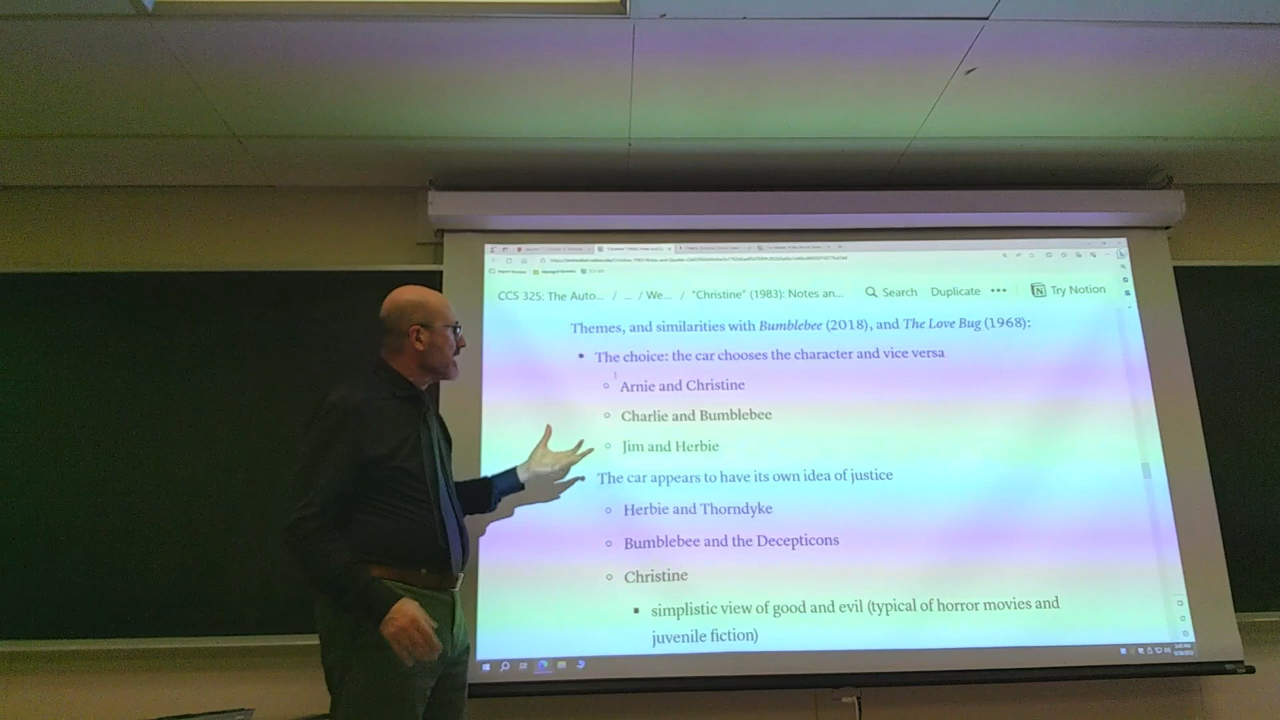 CCS 325: The Auto... / ... / We... / "Christine" (1983): Notes an... Search Duplicate ••• Try Notion
Themes, and similarities with Bumblebee (2018), and The Love Bug (1968):
• The choice: the car chooses the character and vice versa
○ Arnie and Christine
○ Charlie and Bumblebee
○ Jim and Herbie
• The car appears to have its own idea of justice
○ Herbie and Thorndyke
○ Bumblebee and the Decepticons
○ Christine
▪ simplistic view of good and evil (typical of horror movies and
juvenile fiction)